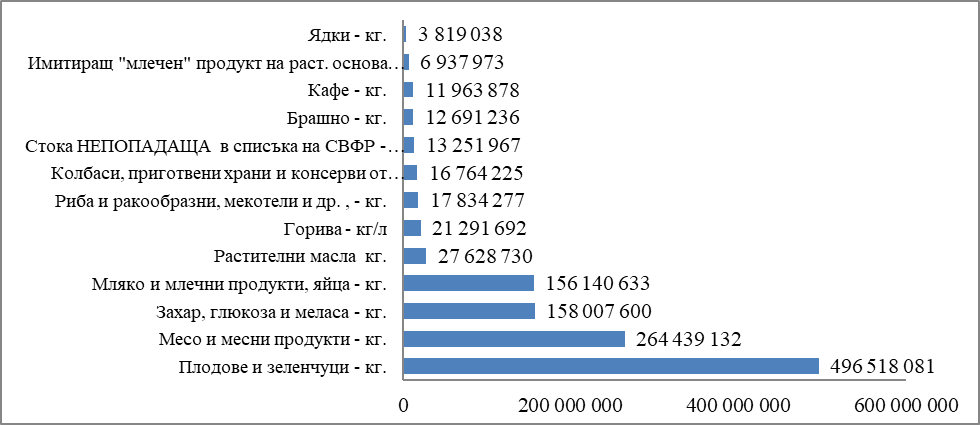 Ядки - кг. 3 819 038
Имитиращ "млечен" продукт на раст. основа… 6 937 973
Кафе - кг. 11 963 878
Брашно - кг. 12 691 236
Стока НЕПОПАДАЩА в списъка на СВФР -… 13 251 967
Колбаси, приготвени храни и консерви от… 16 764 225
Риба и ракообразни, мекотели и др. , - кг. 17 834 277
Горива - кг/л 21 291 692
Растителни масла кг. 27 628 730
Мляко и млечни продукти, яйца - кг. 156 140 633
Захар, глюкоза и меласа - кг. 158 007 600
Месо и месни продукти - кг. 264 439 132
Плодове и зеленчуци - кг. 496 518 081
0 200 000 000 400 000 000 600 000 000